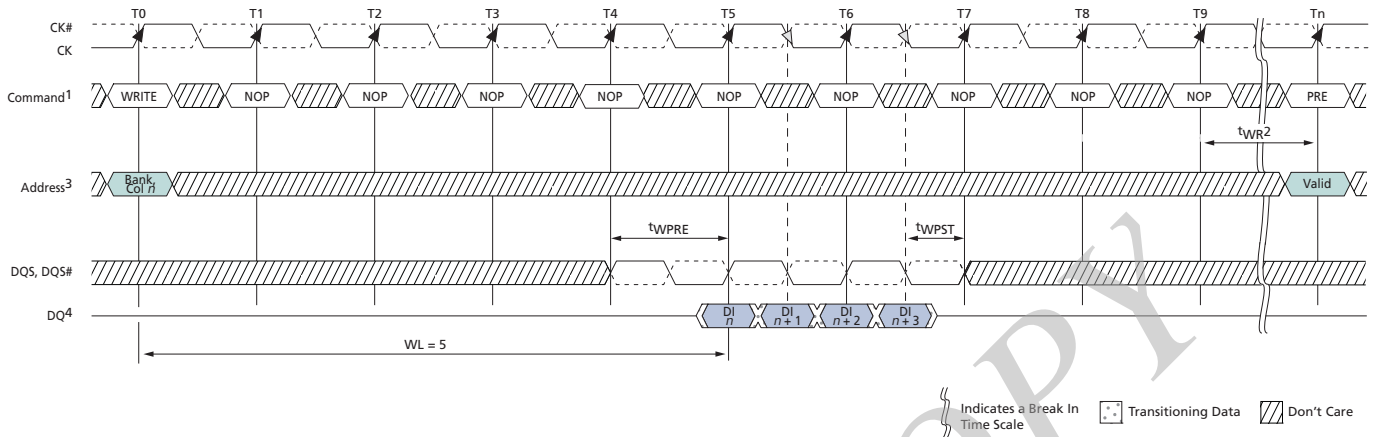 T0 T1 T2 T3 T4 T5 T6 T7 T8 T9 Tn
CK#
CK
Command1 WRITE NOP NOP NOP NOP NOP NOP NOP NOP NOP PRE
tWR2
Address3 Bank, Col n Valid
tWPRE tWPST
DQS, DQS#
DQ4 DI n DI n + 1 DI n + 2 DI n + 3
WL = 5
Indicates a Break In
Time Scale
Transitioning Data
Don't Care
OPY